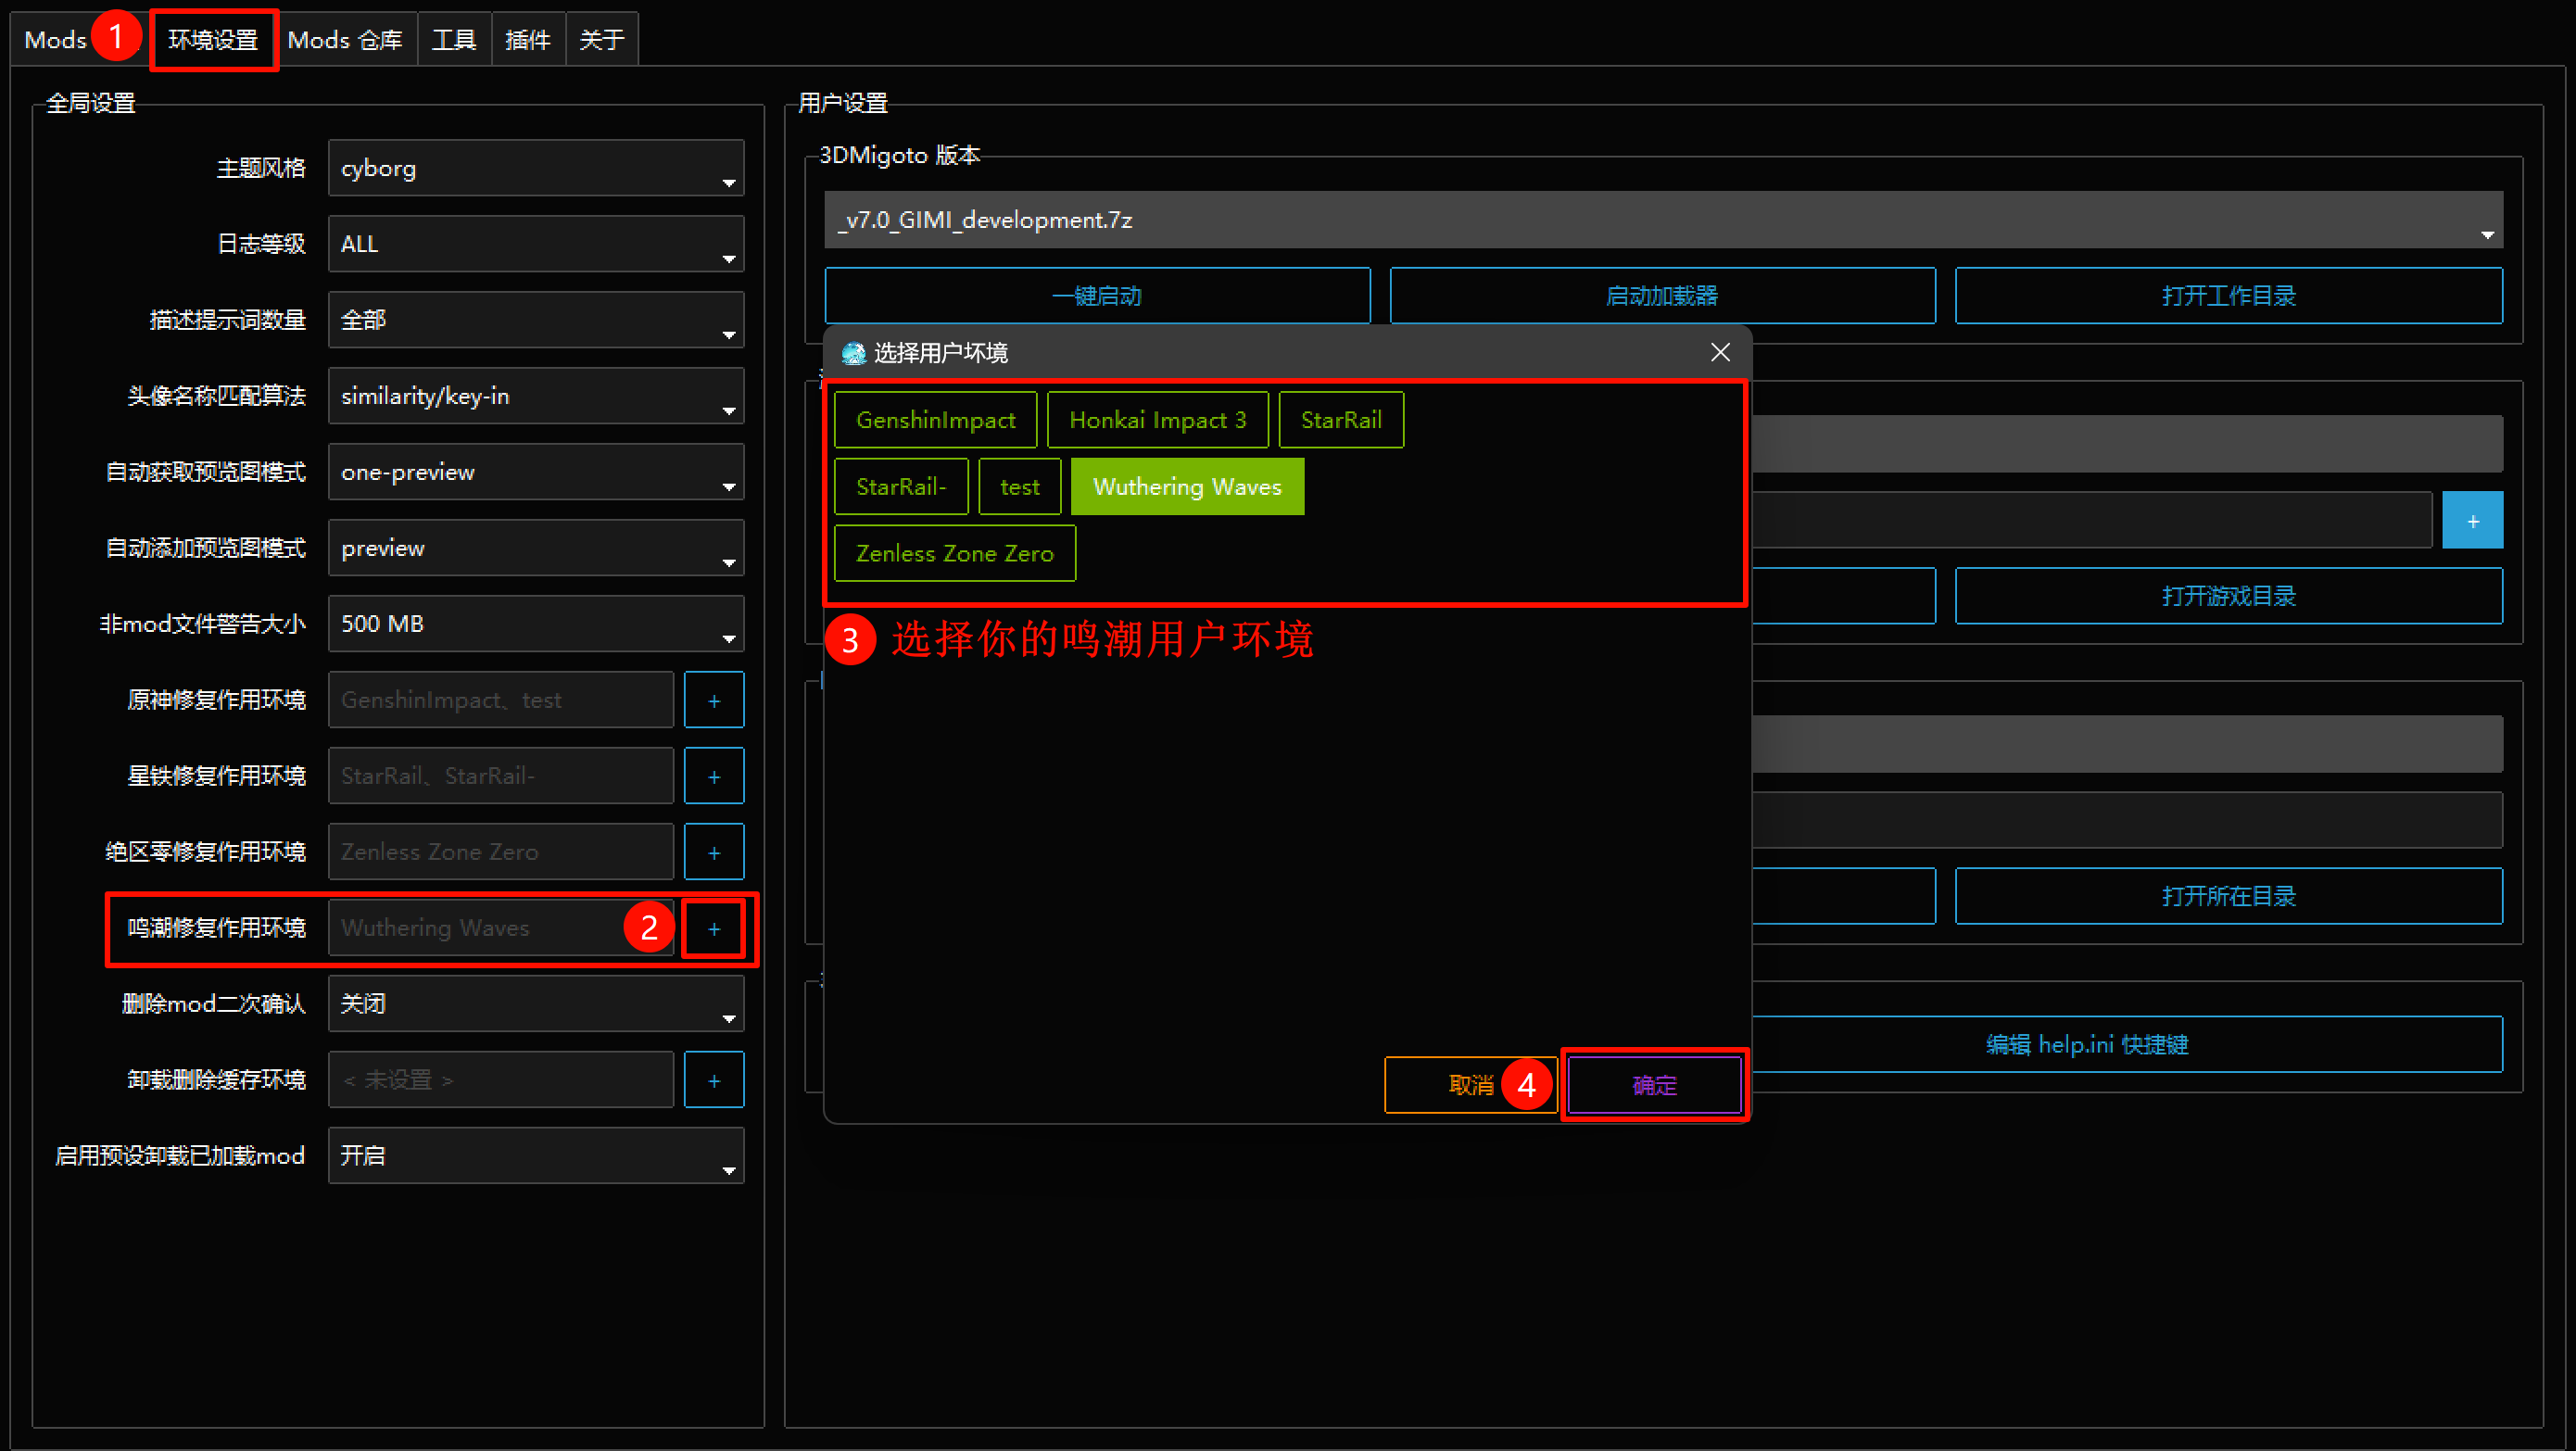 Mods
1
环境设置
Mods 仓库
工具
插件
关于
全局设置
主题风格
cyborg
日志等级
ALL
描述提示词数量
全部
头像名称匹配算法
similarity/key-in
自动获取预览图模式
one-preview
自动添加预览图模式
preview
非mod文件警告大小
500 MB
原神修复作用环境
GenshinImpact、test
+
星铁修复作用环境
StarRail、StarRail-
+
绝区零修复作用环境
Zenless Zone Zero
+
鸣潮修复作用环境
Wuthering Waves
2
+
删除mod二次确认
关闭
卸载删除缓存环境
< 未设置 >
+
启用预设卸载已加载mod
开启
用户设置
3DMigoto 版本
_v7.0_GIMI_development.7z
一键启动
启动加载器
打开工作目录
+
打开游戏目录
打开所在目录
编辑 help.ini 快捷键
选择用户坏境
GenshinImpact
Honkai Impact 3
StarRail
StarRail-
test
Wuthering Waves
Zenless Zone Zero
3 选择你的鸣潮用户环境
取消
4
确定